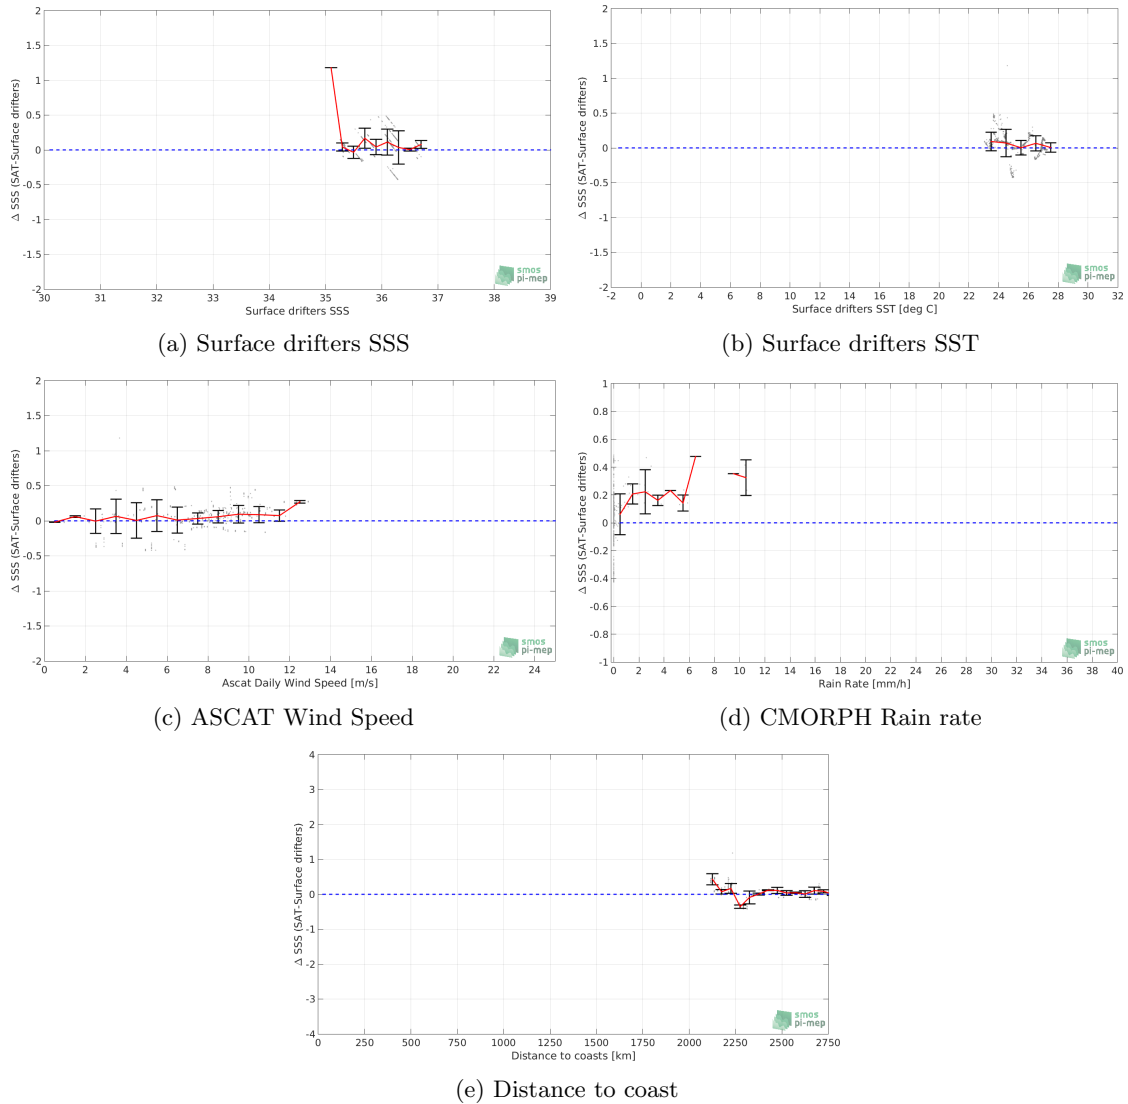 2
1.5
1
0.5
0
-0.5
-1
-1.5
-2
Δ SSS (SAT-Surface drifters)
30 31 32 33 34 35 36 37 38 39
Surface drifters SSS
smos
pi-mep
(a) Surface drifters SSS
2
1.5
1
0.5
0
-0.5
-1
-1.5
-2
Δ SSS (SAT-Surface drifters)
-2 0 2 4 6 8 10 12 14 16 18 20 22 24 26 28 30 32
Surface drifters SST [deg C]
smos
pi-mep
(b) Surface drifters SST
2
1.5
1
0.5
0
-0.5
-1
-1.5
-2
Δ SSS (SAT-Surface drifters)
0 2 4 6 8 10 12 14 16 18 20 22 24
Ascat Daily Wind Speed [m/s]
smos
pi-mep
(c) ASCAT Wind Speed
1
0.8
0.6
0.4
0.2
0
-0.2
-0.4
-0.6
-0.8
-1
Δ SSS (SAT-Surface drifters)
0 2 4 6 8 10 12 14 16 18 20 22 24 26 28 30 32 34 36 38 40
Rain Rate [mm/h]
smos
pi-mep
(d) CMORPH Rain rate
4
3
2
1
0
-1
-2
-3
-4
Δ SSS (SAT-Surface drifters)
0 250 500 750 1000 1250 1500 1750 2000 2250 2500 2750
Distance to coasts [km]
smos
pi-mep
(e) Distance to coast